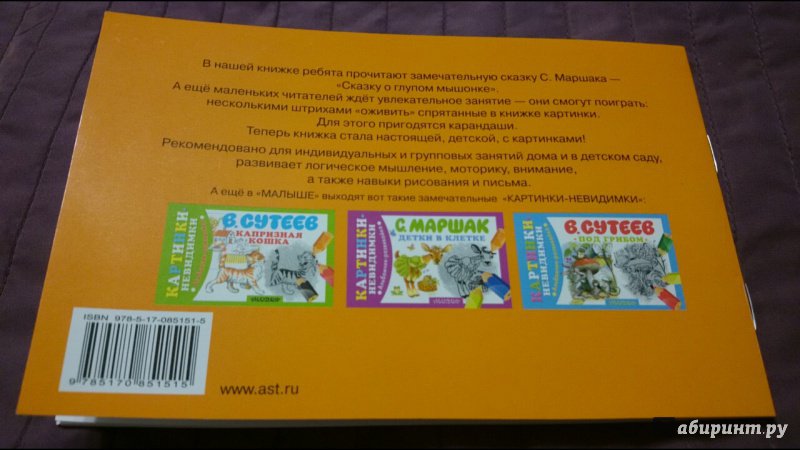 В нашей книжке ребята прочитают замечательную сказку С. Маршака —
«Сказку о глупом мышонке».
А ещё маленьких читателей ждёт увлекательное занятие — они смогут поиграть:
несколькими штрихами «оживить» спрятанные в книжке картинки.
Для этого пригодятся карандаши.
Теперь книжка стала настоящей, детской, с картинками!
Рекомендовано для индивидуальных и групповых занятий дома и в детском саду,
развивает логическое мышление, моторику, внимание,
а также навыки рисования и письма.
А ещё в «МАЛЫШЕ» выходят вот такие замечательные «КАРТИНКИ-НЕВИДИМКИ»:
КАРТИНКИ-
НЕВИДИМКИ
В. СУТЕЕВ
КАПРИЗНАЯ
КОШКА
КАРТИНКИ-
НЕВИДИМКИ
С. МАРШАК
ДЕТКИ В КЛЕТКЕ
КАРТИНКИ-
НЕВИДИМКИ
В. СУТЕЕВ
ПОД ГРИБОМ
ISBN 978-5-17-085151-5
9 785170 851515
www.ast.ru
абиринт.ру